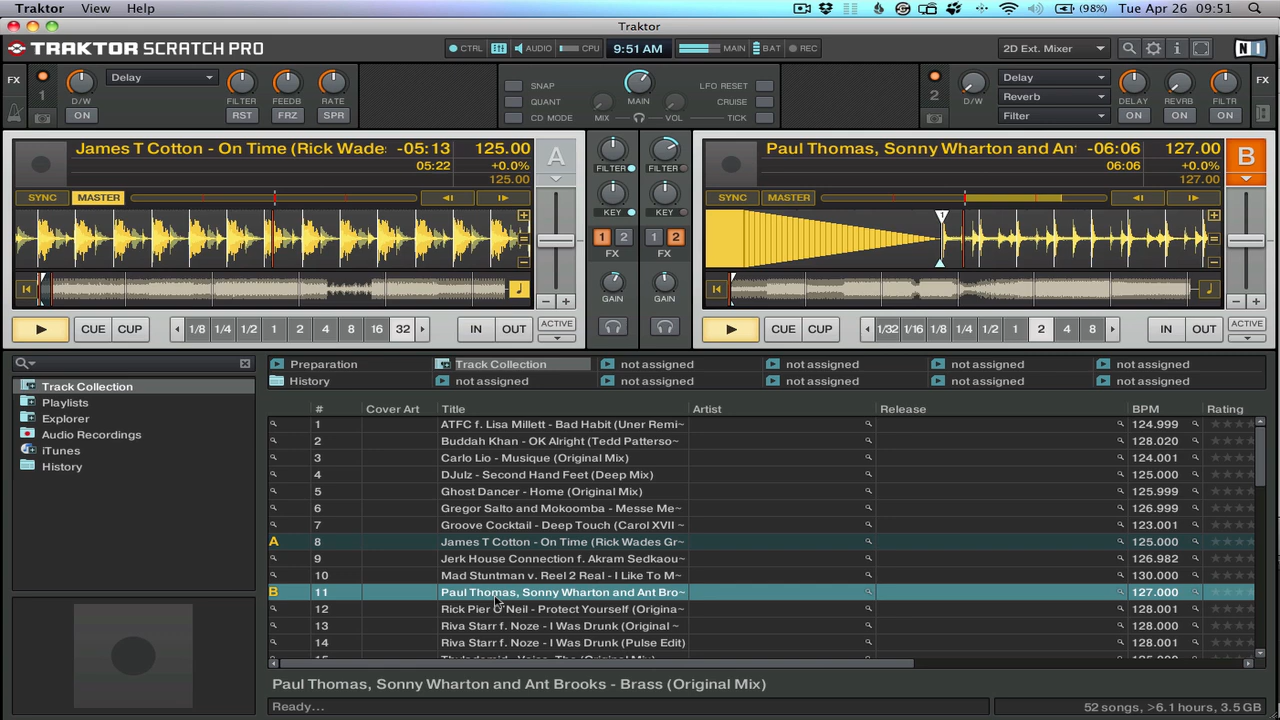 Traktor View Help (98%) Tue Apr 26 09:51
Traktor
TRAKTOR SCRATCH PRO CTRL AUDIO CPU 9:51 AM MAIN BAT REC 2D Ext. Mixer
FX 1 D/W Delay FILTER FEEDB RATE
ON RST FRZ SPR
SNAP LFO RESET
QUANT MAIN CRUISE
CD MODE MIX VOL TICK
2 D/W Delay DELAY REVRB FILTR FX
Reverb
Filter ON ON ON
James T Cotton - On Time (Rick Wade: -05:13 125.00 A
05:22 +0.0%
125.00
SYNC MASTER
FILTER FILTER
KEY KEY
1 2 1 2
FX FX
GAIN GAIN
Paul Thomas, Sonny Wharton and An -06:06 127.00 B
06:06 +0.0%
127.00
SYNC MASTER
1
CUE CUP 1/8 1/4 1/2 1 2 4 8 16 32 IN OUT ACTIVE
CUE CUP 1/32 1/16 1/8 1/4 1/2 1 2 4 8 IN OUT ACTIVE
Preparation Track Collection not assigned not assigned not assigned not assigned
History not assigned not assigned not assigned not assigned not assigned
Track Collection
Playlists
Explorer
Audio Recordings
iTunes
History
# Cover Art Title Artist Release BPM Rating
1 ATFC f. Lisa Millett - Bad Habit (Uner Remi~ 124.999
2 Buddah Khan - OK Alright (Tedd Patterso~ 128.020
3 Carlo Lio - Musique (Original Mix) 124.001
4 DJulz - Second Hand Feet (Deep Mix) 125.000
5 Ghost Dancer - Home (Original Mix) 125.999
6 Gregor Salto and Mokoomba - Messe Me~ 126.999
7 Groove Cocktail - Deep Touch (Carol XVII ~ 123.001
A 8 James T Cotton - On Time (Rick Wades Gr~ 125.000
9 Jerk House Connection f. Akram Sedkaou~ 126.982
10 Mad Stuntman v. Reel 2 Real - I Like To M~ 130.000
B 11 Paul Thomas, Sonny Wharton and Ant Bro~ 127.000
12 Rick Pier O'Neil - Protect Yourself (Origina~ 128.001
13 Riva Starr f. Noze - I Was Drunk (Original ~ 128.000
14 Riva Starr f. Noze - I Was Drunk (Pulse Edit) 128.001
Paul Thomas, Sonny Wharton and Ant Brooks - Brass (Original Mix)
Ready... 52 songs, >6.1 hours, 3.5 GB